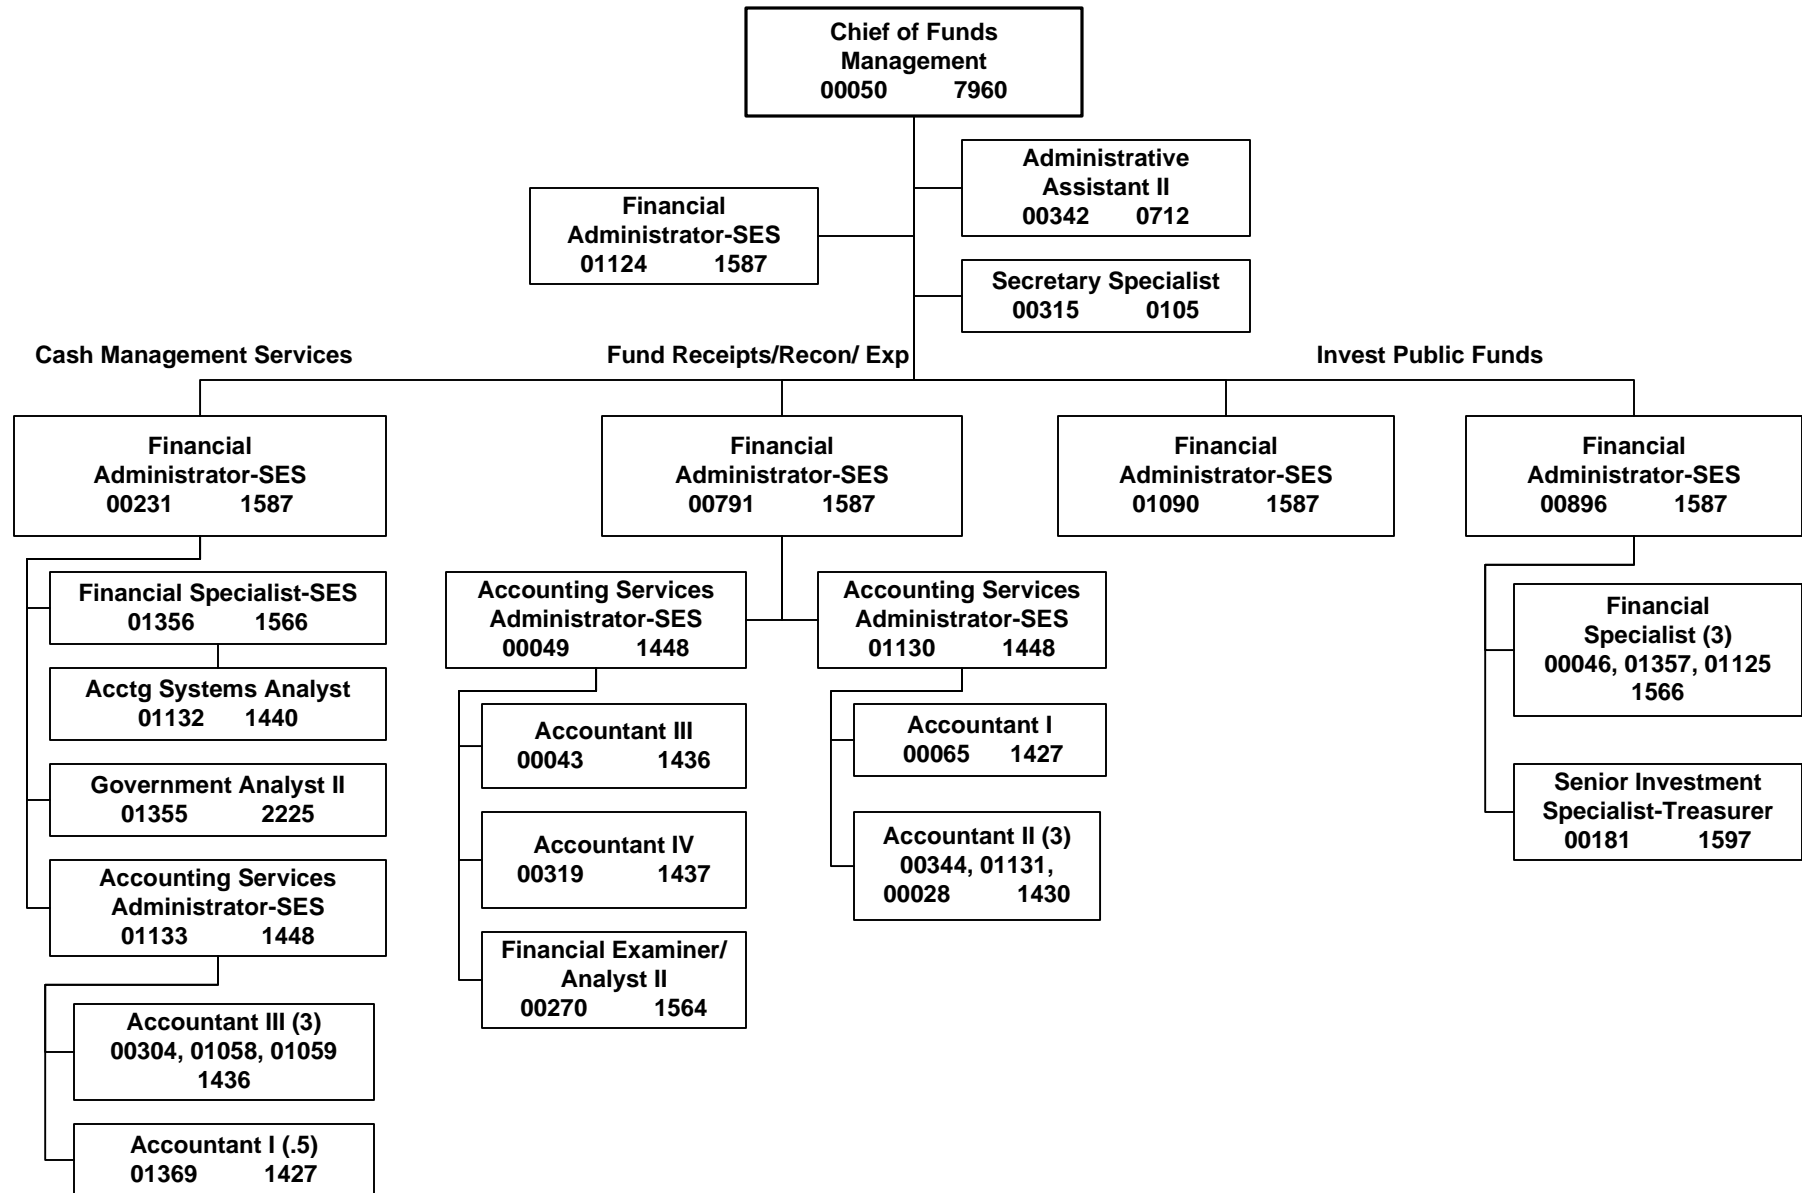 Chief of Funds
Management
00050 7960
Administrative
Assistant II
00342 0712
Financial
Administrator-SES
01124 1587
Secretary Specialist
00315 0105
Cash Management Services
Fund Receipts/Recon/ Exp
Invest Public Funds
Financial
Administrator-SES
00231 1587
Financial
Administrator-SES
00791 1587
Financial
Administrator-SES
01090 1587
Financial
Administrator-SES
00896 1587
Financial Specialist-SES
01356 1566
Acctg Systems Analyst
01132 1440
Government Analyst II
01355 2225
Accounting Services
Administrator-SES
01133 1448
Accountant III (3)
00304, 01058, 01059
1436
Accountant I (.5)
01369 1427
Accounting Services
Administrator-SES
00049 1448
Accountant III
00043 1436
Accountant IV
00319 1437
Financial Examiner/
Analyst II
00270 1564
Accounting Services
Administrator-SES
01130 1448
Accountant I
00065 1427
Accountant II (3)
00344, 01131,
00028 1430
Financial
Specialist (3)
00046, 01357, 01125
1566
Senior Investment
Specialist-Treasurer
00181 1597